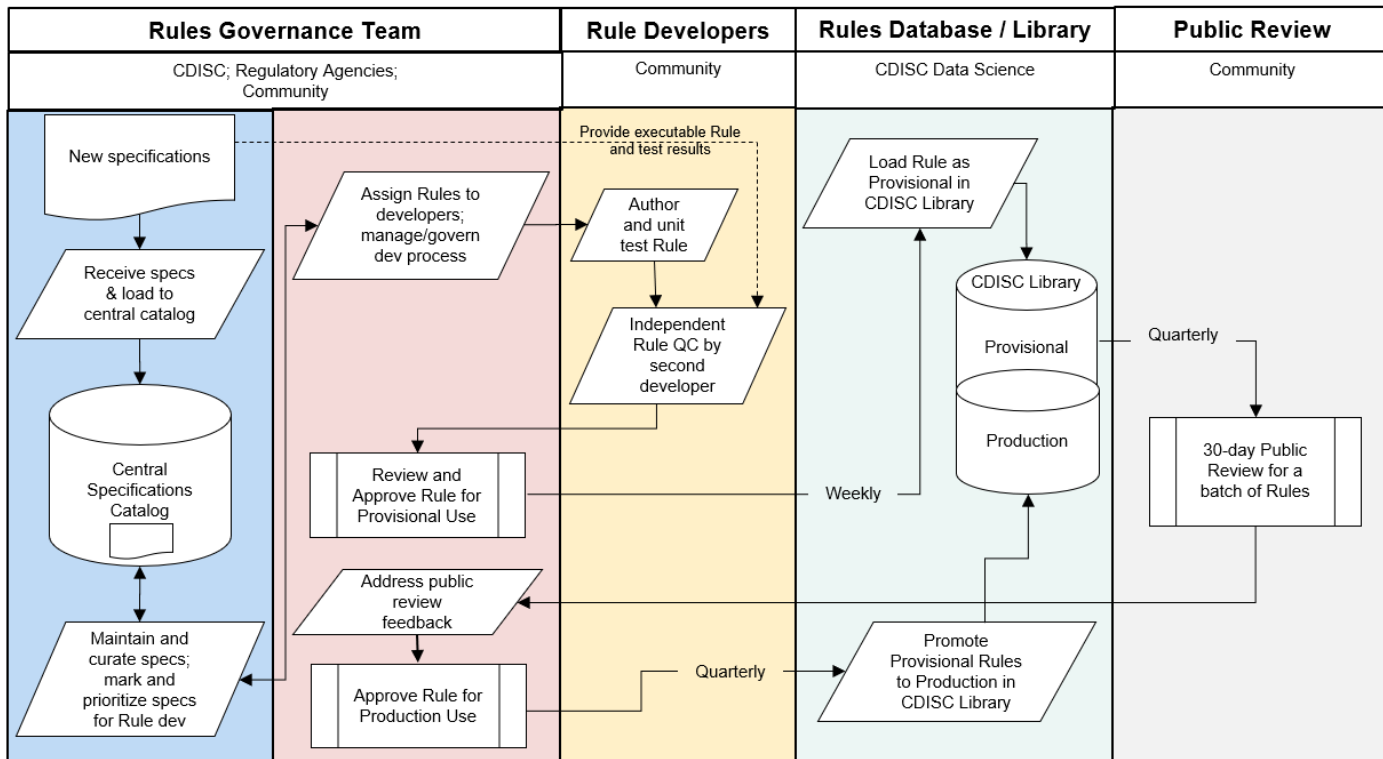 Rules Governance Team
Rule Developers
Rules Database / Library
Public Review
CDISC; Regulatory Agencies;
Community
Community
CDISC Data Science
Community
New specifications
Provide executable Rule
and test results
Receive specs
& load to
central catalog
Central
Specifications
Catalog
Maintain and
curate specs;
mark and
prioritize specs
for Rule dev
Assign Rules to
developers;
manage/govern
dev process
Author
and unit
test Rule
Independent
Rule QC by
second
developer
Review and
Approve Rule for
Provisional Use
Weekly
Load Rule as
Provisional in
CDISC Library
CDISC Library
Provisional
Production
Quarterly
30-day Public
Review for a
batch of Rules
Address public
review
feedback
Approve Rule for
Production Use
Quarterly
Promote
Provisional Rules
to Production in
CDISC Library